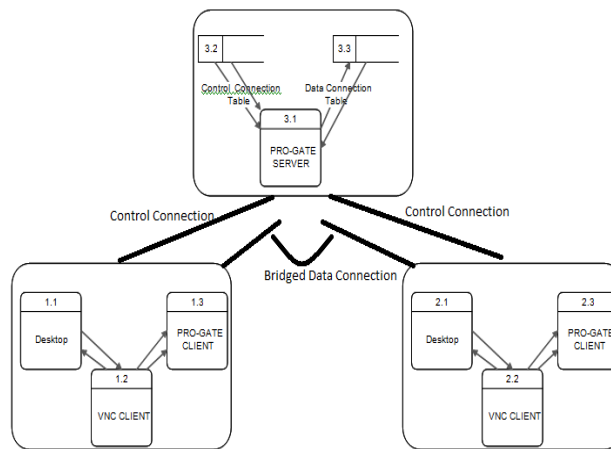 3.2
3.3
Control Connection
Table
Data Connection
Table
3.1
PRO-GATE
SERVER
Control Connection
Control Connection
Bridged Data Connection
1.1
Desktop
1.3
PRO-GATE
CLIENT
1.2
VNC CLIENT
2.1
Desktop
2.3
PRO-GATE
CLIENT
2.2
VNC CLIENT